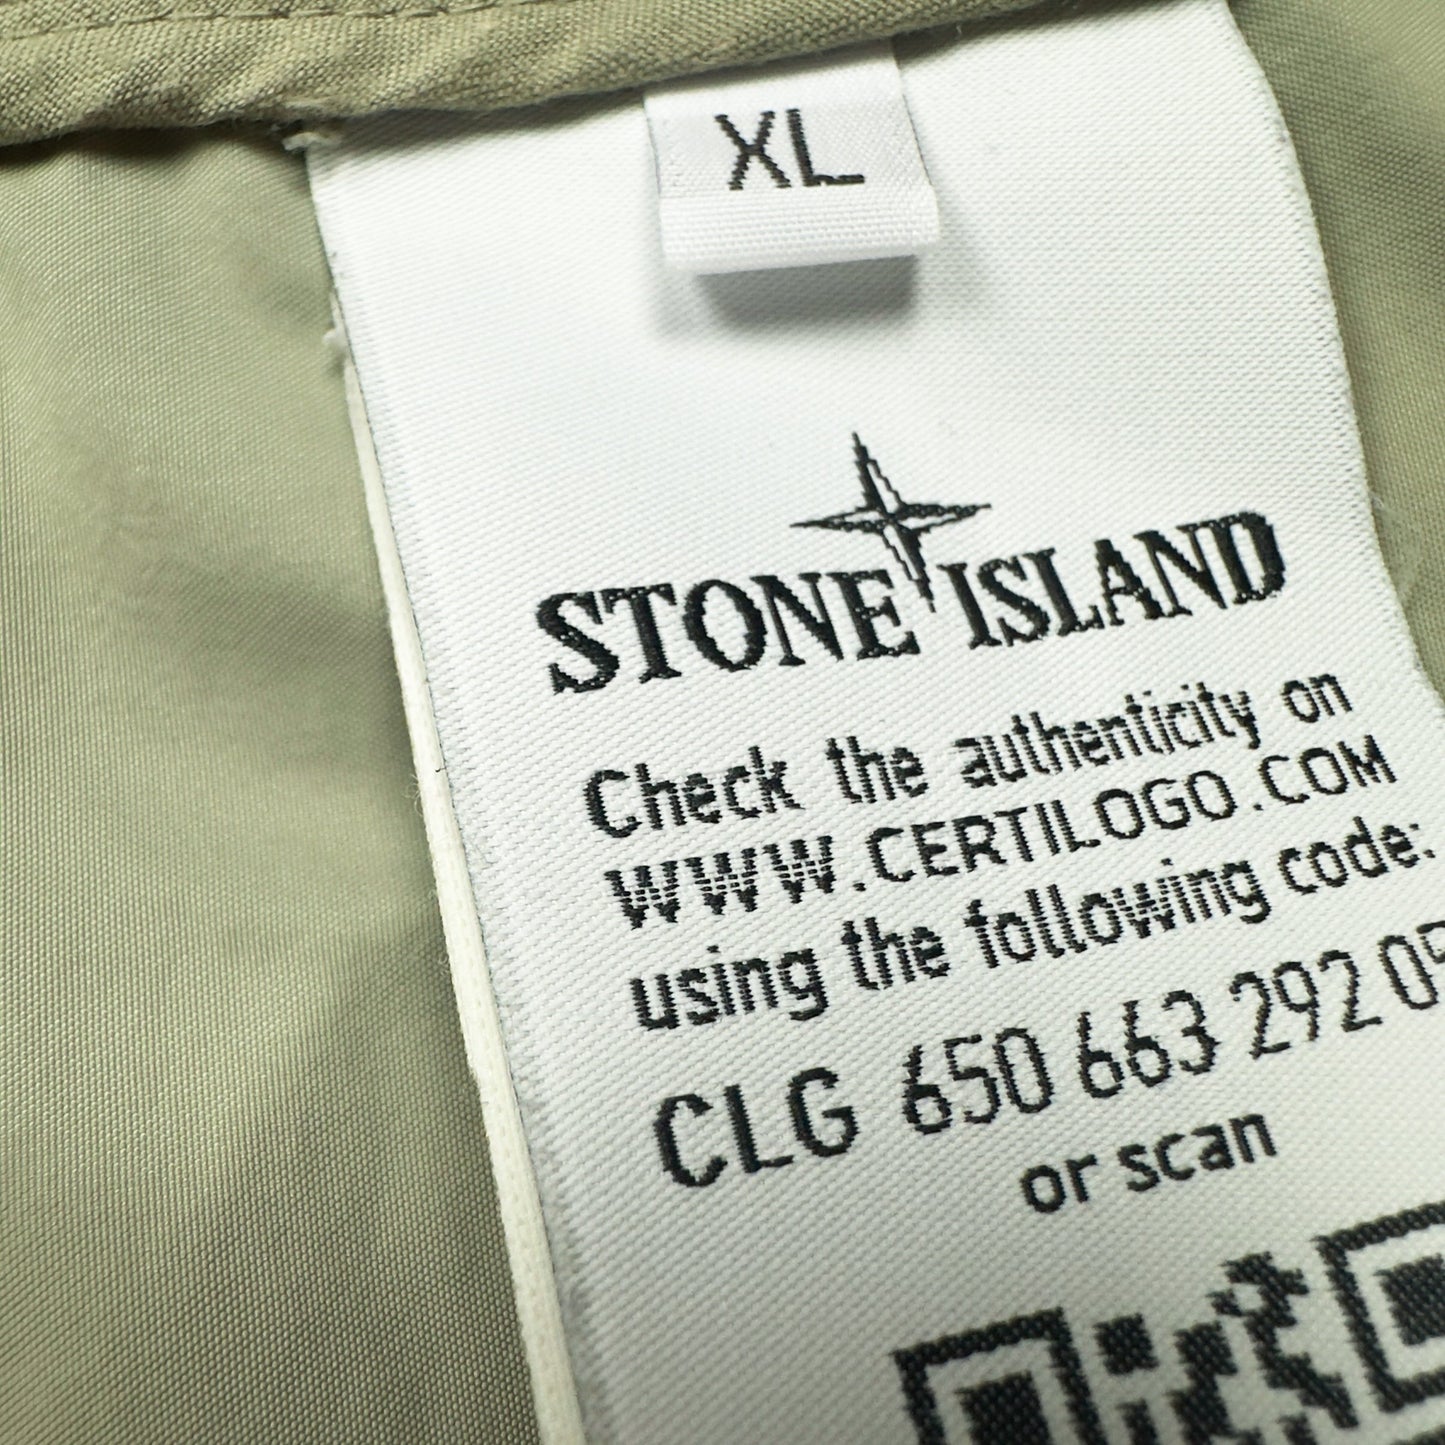 XL
STONE ISLAND
Check the authenticity on
WWW.CERTILOGO.COM
using the following code:
CLG 650 663 292 05
or scan